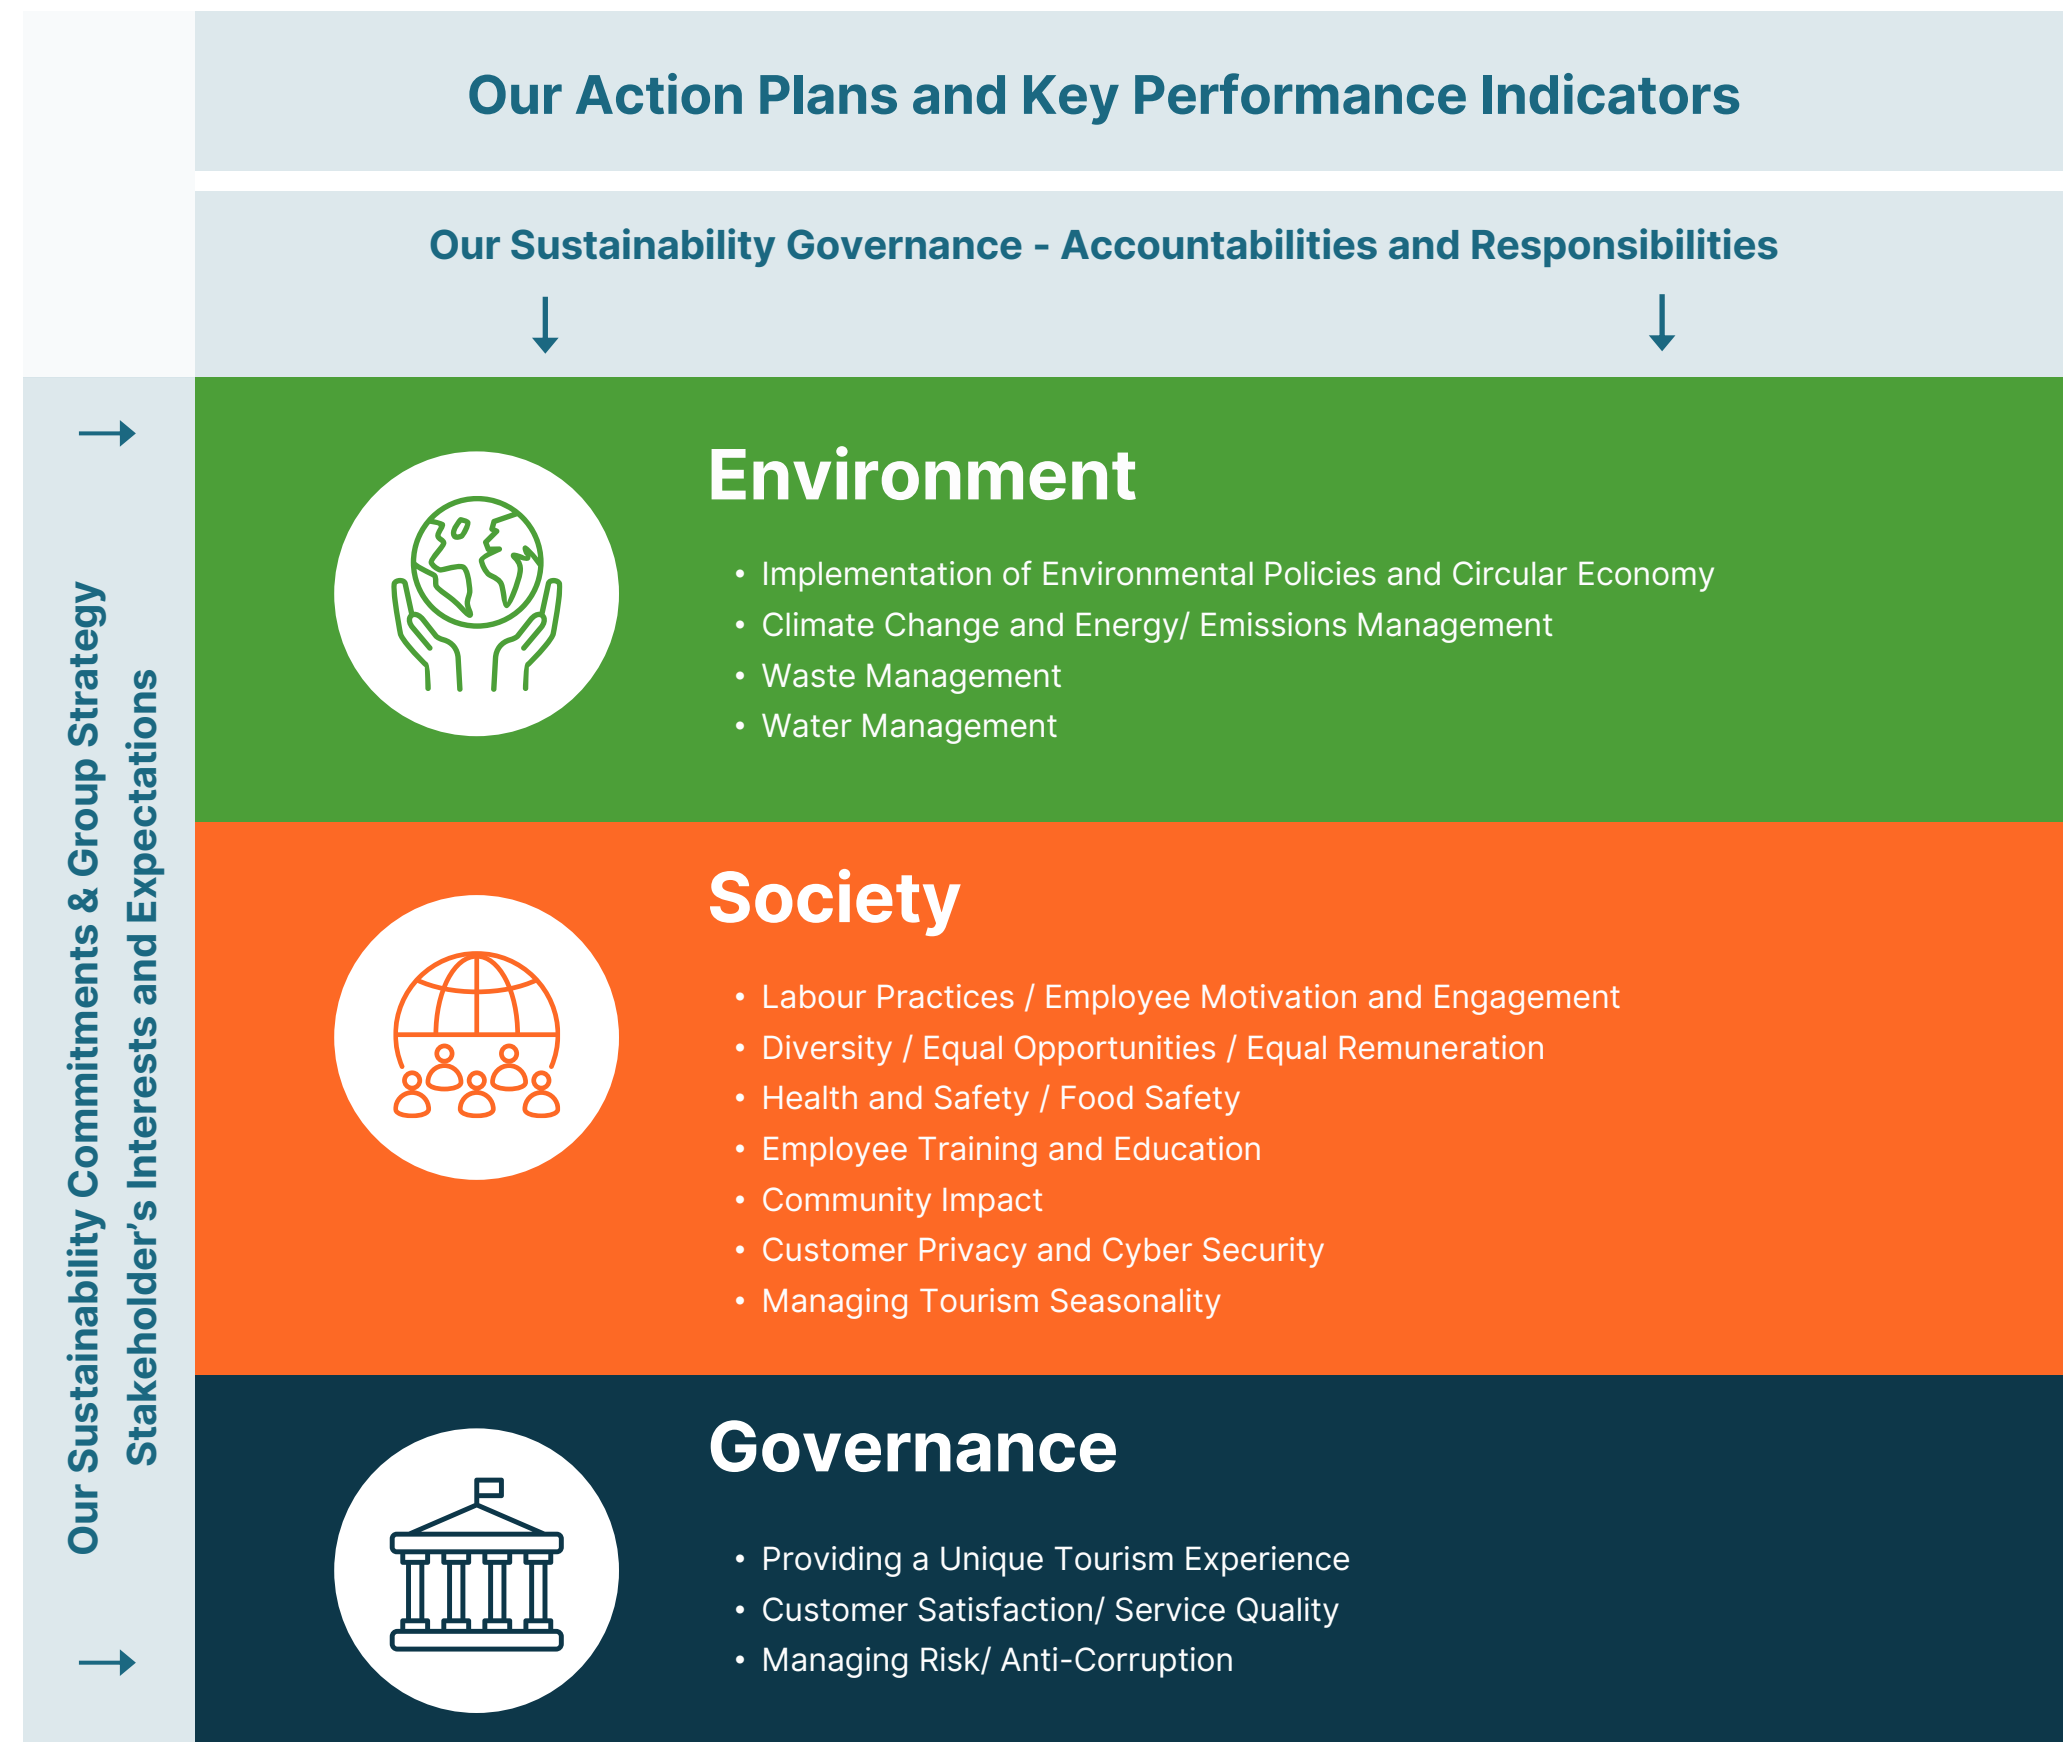 Our Action Plans and Key Performance Indicators
Our Sustainability Governance - Accountabilities and Responsibilities
Our Sustainability Commitments & Group Strategy
Stakeholder’s Interests and Expectations
Environment
• Implementation of Environmental Policies and Circular Economy
• Climate Change and Energy/ Emissions Management
• Waste Management
• Water Management
Society
• Labour Practices / Employee Motivation and Engagement
• Diversity / Equal Opportunities / Equal Remuneration
• Health and Safety / Food Safety
• Employee Training and Education
• Community Impact
• Customer Privacy and Cyber Security
• Managing Tourism Seasonality
Governance
• Providing a Unique Tourism Experience
• Customer Satisfaction/ Service Quality
• Managing Risk/ Anti-Corruption